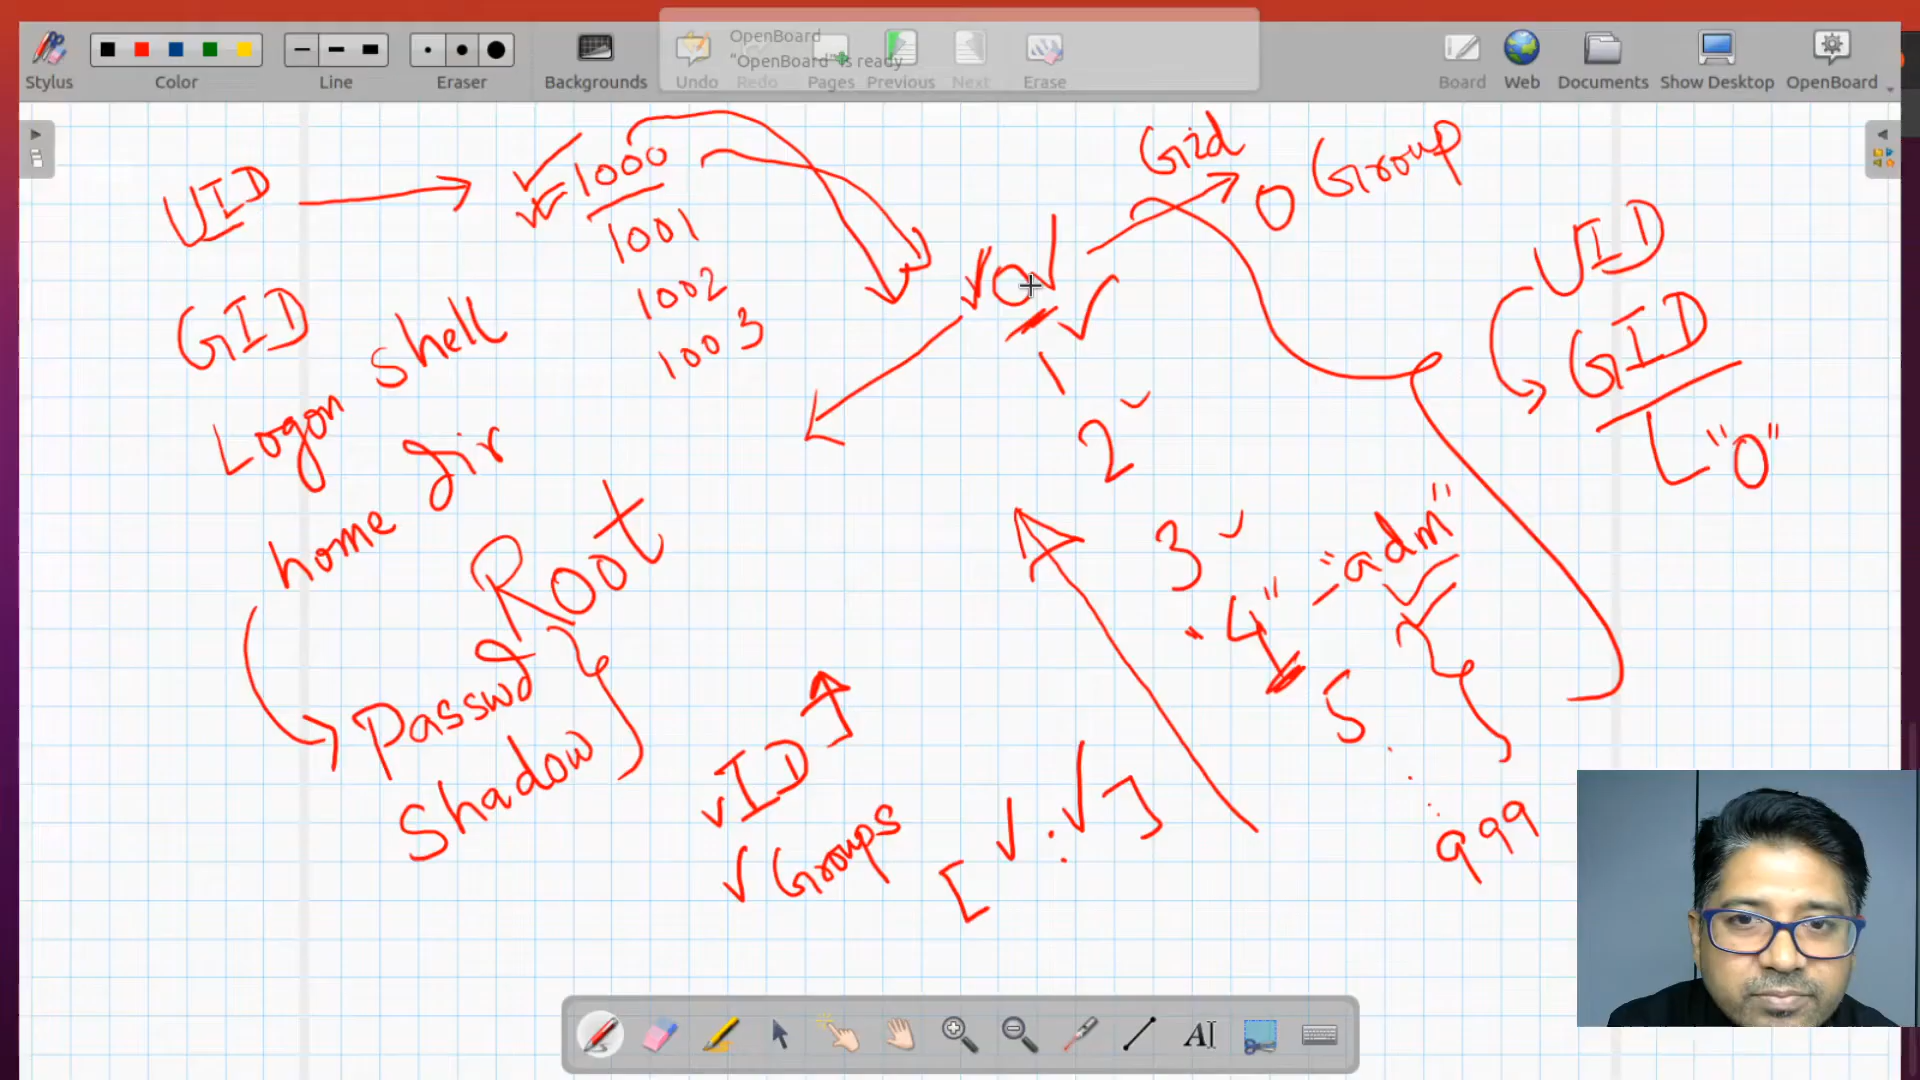 OpenBoard
"OpenBoard" is ready
Stylus
Color
Line
Eraser
Backgrounds
Undo
Redo
Pages
Previous
Next
Erase
Board
Web
Documents
Show Desktop
OpenBoard
UID
1000
1001
1002
1003
GID
Logon shell
home dir
Root
Passwd
Shadow
ID
Groups
[ : ]
0
1
2
3
"4" - "adm"
5
999
Gid
0 Group
UID
GID
"0"